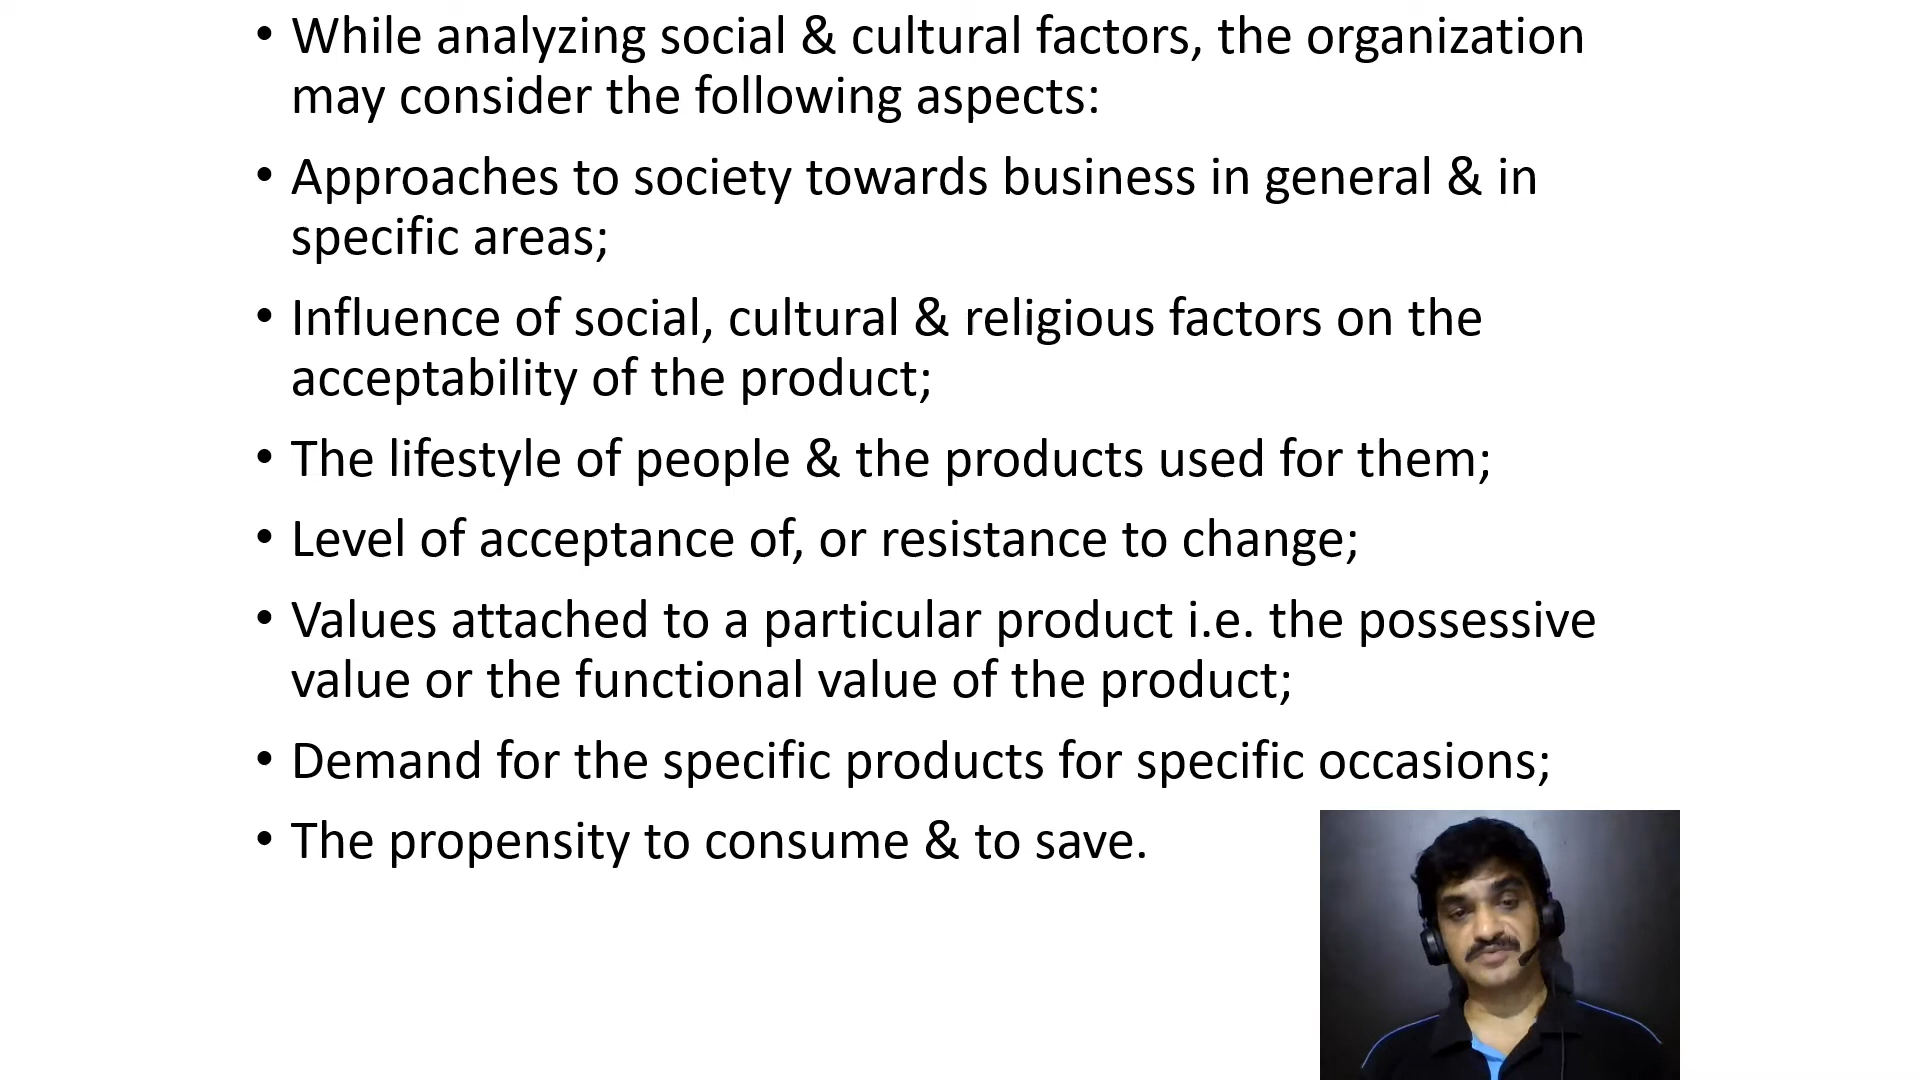 • While analyzing social & cultural factors, the organization
may consider the following aspects:
• Approaches to society towards business in general & in
specific areas;
• Influence of social, cultural & religious factors on the
acceptability of the product;
• The lifestyle of people & the products used for them;
• Level of acceptance of, or resistance to change;
• Values attached to a particular product i.e. the possessive
value or the functional value of the product;
• Demand for the specific products for specific occasions;
• The propensity to consume & to save.